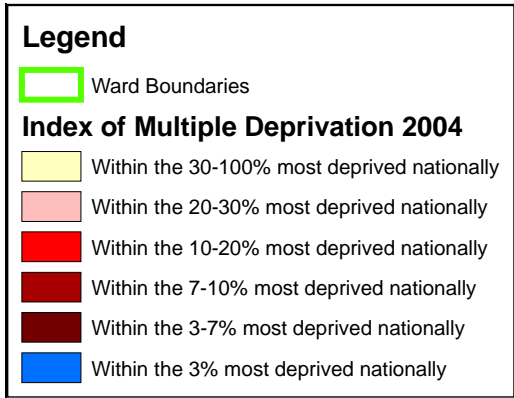 Legend
Ward Boundaries
Index of Multiple Deprivation 2004
Within the 30-100% most deprived nationally
Within the 20-30% most deprived nationally
Within the 10-20% most deprived nationally
Within the 7-10% most deprived nationally
Within the 3-7% most deprived nationally
Within the 3% most deprived nationally